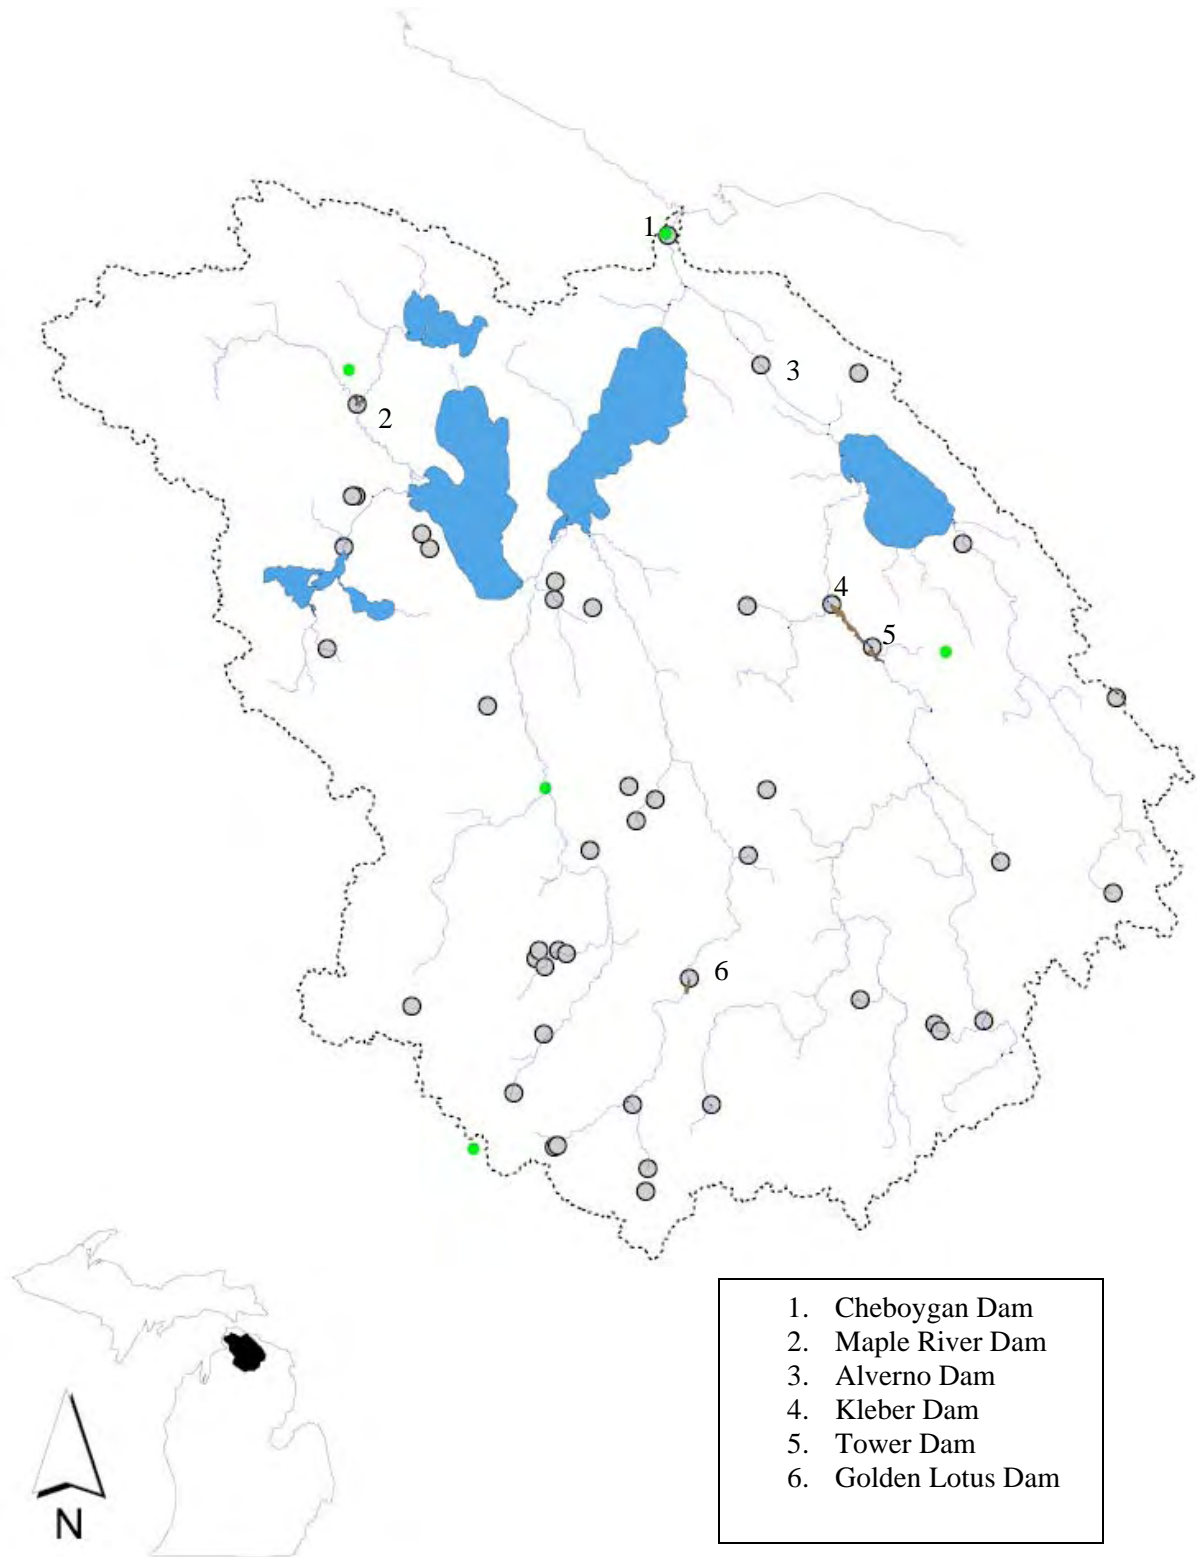 1
3
2
4
5
6
1. Cheboygan Dam
2. Maple River Dam
3. Alverno Dam
4. Kleber Dam
5. Tower Dam
6. Golden Lotus Dam
N